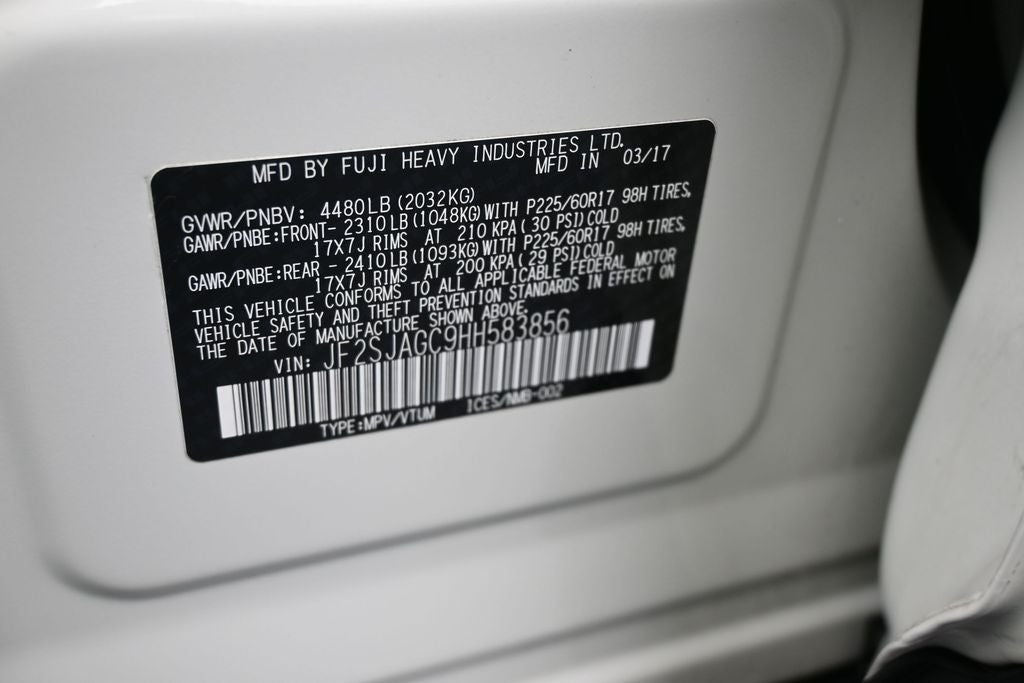 MFD BY FUJI HEAVY INDUSTRIES LTD.
MFD IN 03/17
GVWR/PNBV: 4480LB (2032KG)
GAWR/PNBE:FRONT- 2310LB (1048KG) WITH P225/60R17 98H TIRES,
17X7J RIMS AT 210 KPA ( 30 PSI) COLD
GAWR/PNBE:REAR - 2410LB (1093KG) WITH P225/60R17 98H TIRES,
17X7J RIMS AT 200 KPA ( 29 PSI) COLD
THIS VEHICLE CONFORMS TO ALL APPLICABLE FEDERAL MOTOR
VEHICLE SAFETY AND THEFT PREVENTION STANDARDS IN EFFECT ON
THE DATE OF MANUFACTURE SHOWN ABOVE.
VIN: JF2SJAGC9HH583856
TYPE:MPV/VTUM ICES/NMB-002